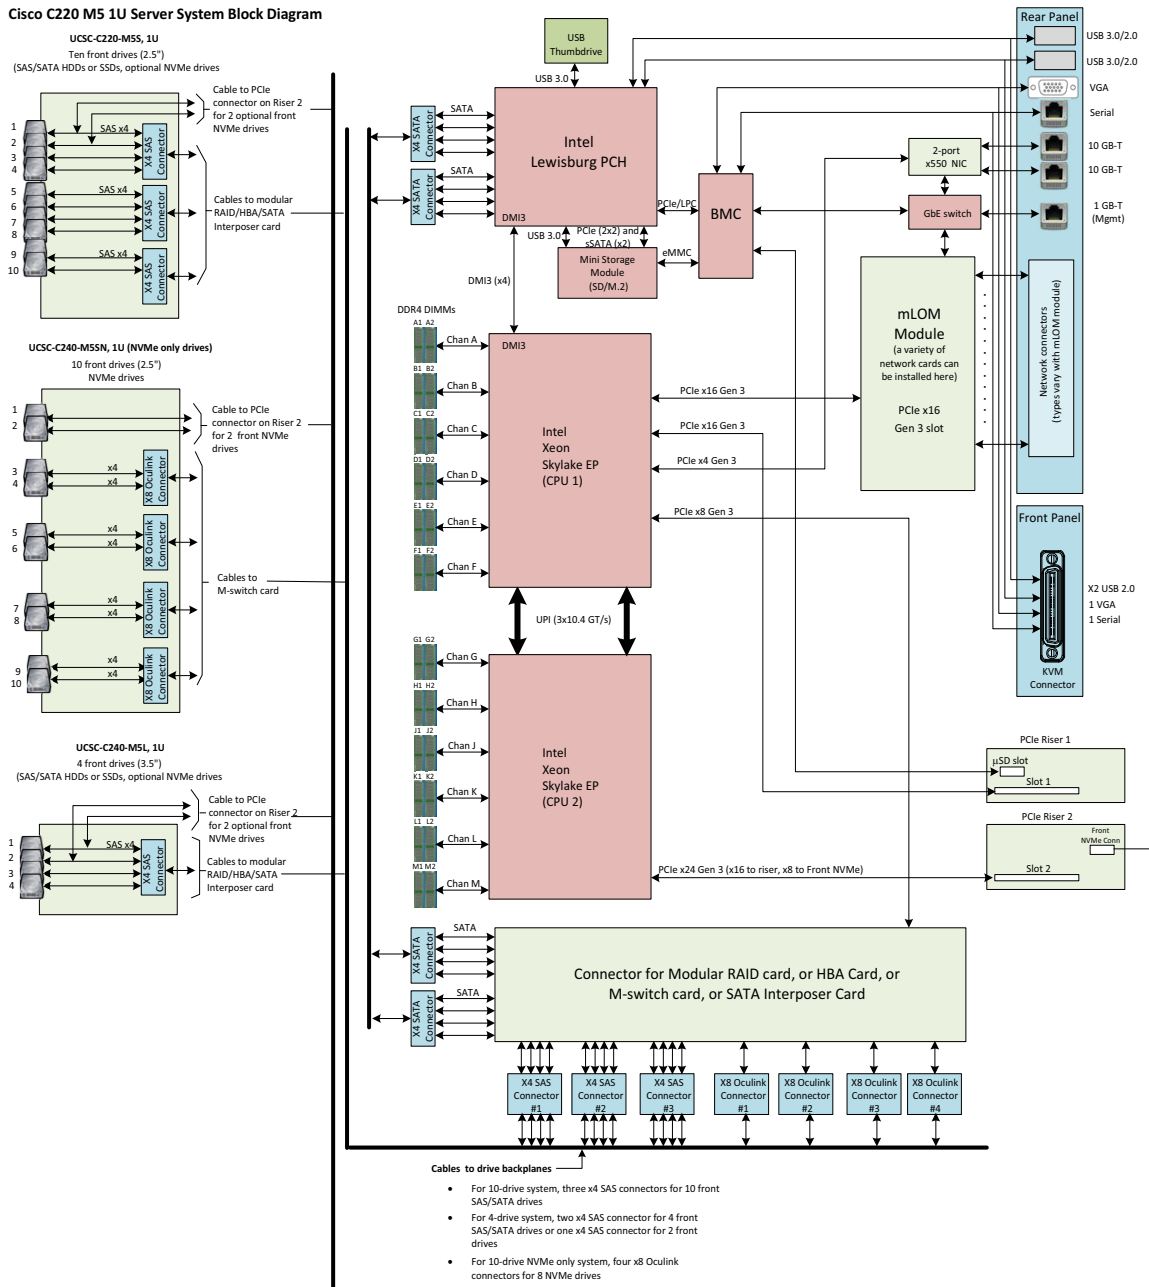 Cisco C220 M5 1U Server System Block Diagram
UCSC-C220-M5S, 1U
Ten front drives (2.5")
(SAS/SATA HDDs or SSDs, optional NVMe drives
Cable to PCIe
connector on Riser 2
for 2 optional front
NVMe drives
1
2
3
4
SAS x4
X4 SAS
Connector
5
6
7
8
SAS x4
X4 SAS
Connector
9
10
SAS x4
X4 SAS
Connector
Cables to modular
RAID/HBA/SATA
Interposer card
UCSC-C240-M5SN, 1U (NVMe only drives)
10 front drives (2.5")
NVMe drives
1
2
Cable to PCIe
connector on Riser 2
for 2 front NVMe
drives
3
4
x4
x4
X8 Oculink
Connector
5
6
x4
x4
X8 Oculink
Connector
7
8
x4
x4
X8 Oculink
Connector
9
10
x4
x4
X8 Oculink
Connector
Cables to
M-switch card
UCSC-C240-M5L, 1U
4 front drives (3.5")
(SAS/SATA HDDs or SSDs, optional NVMe drives
Cable to PCIe
connector on Riser 2
for 2 optional front
NVMe drives
1
2
3
4
SAS x4
X4 SAS
Connector
Cables to modular
RAID/HBA/SATA
Interposer card
USB
Thumbdrive
USB 3.0
X4 SATA
Connector
SATA
X4 SATA
Connector
SATA
Intel
Lewisburg PCH
DMI3
PCIe/LPC
BMC
USB 3.0
PCIe (2x2) and
sSATA (x2)
Mini Storage
Module
(SD/M.2)
eMMC
DMI3 (x4)
2-port
x550 NIC
GbE switch
mLOM
Module
(a variety of
network cards can
be installed here)
PCIe x16
Gen 3 slot
Rear Panel
USB 3.0/2.0
USB 3.0/2.0
VGA
Serial
10 GB-T
10 GB-T
1 GB-T
(Mgmt)
Network connectors
(types vary with mLOM module)
Front Panel
X2 USB 2.0
1 VGA
1 Serial
KVM
Connector
DDR4 DIMMs
A1 A2
Chan A
B1 B2
Chan B
C1 C2
Chan C
D1 D2
Chan D
E1 E2
Chan E
F1 F2
Chan F
DMI3
Intel
Xeon
Skylake EP
(CPU 1)
PCIe x16 Gen 3
PCIe x16 Gen 3
PCIe x4 Gen 3
PCIe x8 Gen 3
UPI (3x10.4 GT/s)
G1 G2
Chan G
H1 H2
Chan H
J1 J2
Chan J
K1 K2
Chan K
L1 L2
Chan L
M1 M2
Chan M
Intel
Xeon
Skylake EP
(CPU 2)
PCIe x24 Gen 3 (x16 to riser, x8 to Front NVMe)
PCIe Riser 1
µSD slot
Slot 1
PCIe Riser 2
Front
NVMe Conn
Slot 2
X4 SATA
Connector
SATA
X4 SATA
Connector
SATA
Connector for Modular RAID card, or HBA Card, or
M-switch card, or SATA Interposer Card
X4 SAS
Connector
#1
X4 SAS
Connector
#2
X4 SAS
Connector
#3
X8 Oculink
Connector
#1
X8 Oculink
Connector
#2
X8 Oculink
Connector
#3
X8 Oculink
Connector
#4
Cables to drive backplanes
• For 10-drive system, three x4 SAS connectors for 10 front
SAS/SATA drives
• For 4-drive system, two x4 SAS connector for 4 front
SAS/SATA drives or one x4 SAS connector for 2 front
drives
• For 10-drive NVMe only system, four x8 Oculink
connectors for 8 NVMe drives